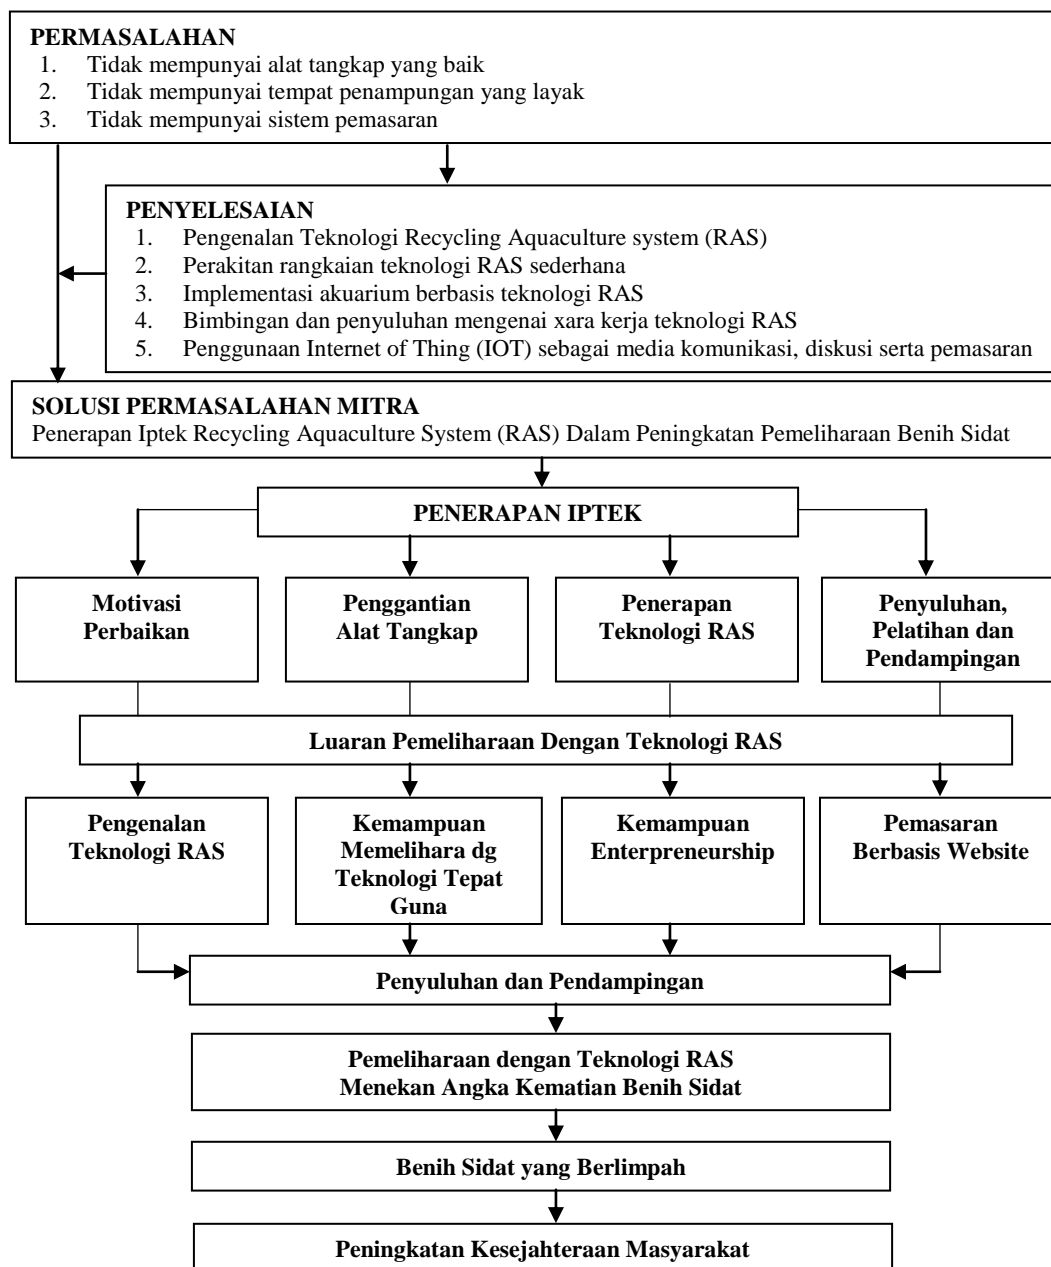 PERMASALAHAN
1. Tidak mempunyai alat tangkap yang baik
2. Tidak mempunyai tempat penampungan yang layak
3. Tidak mempunyai sistem pemasaran
PENYELESAIAN
1. Pengenalan Teknologi Recycling Aquaculture system (RAS)
2. Perakitan rangkaian teknologi RAS sederhana
3. Implementasi akuarium berbasis teknologi RAS
4. Bimbingan dan penyuluhan mengenai xara kerja teknologi RAS
5. Penggunaan Internet of Thing (IOT) sebagai media komunikasi, diskusi serta pemasaran
SOLUSI PERMASALAHAN MITRA
Penerapan Iptek Recycling Aquaculture System (RAS) Dalam Peningkatan Pemeliharaan Benih Sidat
PENERAPAN IPTEK
Motivasi
Perbaikan
Penggantian
Alat Tangkap
Penerapan
Teknologi RAS
Penyuluhan,
Pelatihan dan
Pendampingan
Luaran Pemeliharaan Dengan Teknologi RAS
Pengenalan
Teknologi RAS
Kemampuan
Memelihara dg
Teknologi Tepat
Guna
Kemampuan
Enterpreneurship
Pemasaran
Berbasis Website
Penyuluhan dan Pendampingan
Pemeliharaan dengan Teknologi RAS
Menekan Angka Kematian Benih Sidat
Benih Sidat yang Berlimpah
Peningkatan Kesejahteraan Masyarakat